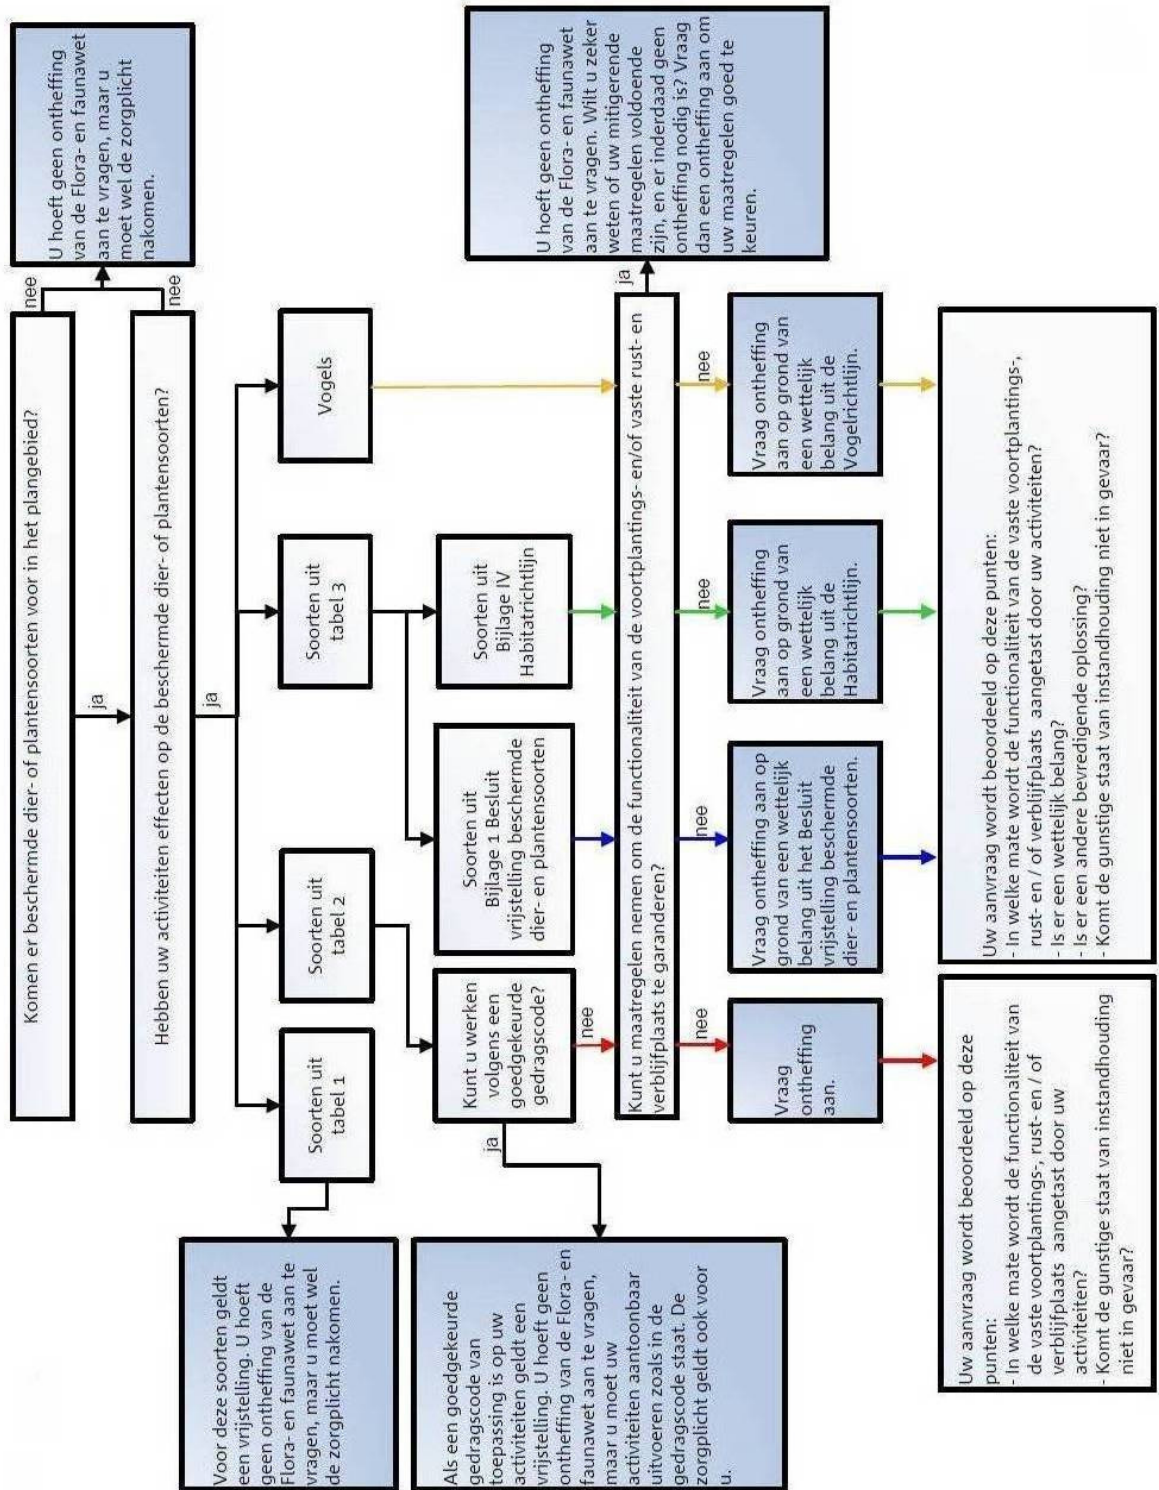 Komen er beschermde dier- of plantensoorten voor in het plangebied?
nee
ja
U hoeft geen ontheffing
van de Flora- en faunawet
aan te vragen, maar u
moet wel de zorgplicht
nakomen.
Hebben uw activiteiten effecten op de beschermde dier- of plantensoorten?
nee
ja
Soorten uit
tabel 1
Soorten uit
tabel 2
Soorten uit
tabel 3
Vogels
Voor deze soorten geldt
een vrijstelling. U hoeft
geen ontheffing van de
Flora- en faunawet aan te
vragen, maar u moet wel
de zorgplicht nakomen.
Kunt u werken
volgens een
goedgekeurde
gedragscode?
Soorten uit
Bijlage 1 Besluit
vrijstelling beschermde
dier- en plantensoorten
Soorten uit
Bijlage IV
Habitatrichtlijn
ja
nee
Als een goedgekeurde
gedragscode van
toepassing is op uw
activiteiten geldt een
vrijstelling. U hoeft geen
ontheffing van de Flora- en
faunawet aan te vragen,
maar u moet uw
activiteiten aantoonbaar
uitvoeren zoals in de
gedragscode staat. De
zorgplicht geldt ook voor
u.
Kunt u maatregelen nemen om de functionaliteit van de voortplantings- en/of vaste rust- en
verblijfplaats te garanderen?
ja
U hoeft geen ontheffing
van de Flora- en faunawet
aan te vragen. Wilt u zeker
weten of uw mitigerende
maatregelen voldoende
zijn, en er inderdaad geen
ontheffing nodig is? Vraag
dan een ontheffing aan om
uw maatregelen goed te
keuren.
nee
nee
nee
nee
Vraag
ontheffing
aan.
Vraag ontheffing aan op
grond van een wettelijk
belang uit het Besluit
vrijstelling beschermde
dier- en plantensoorten.
Vraag ontheffing
aan op grond van
een wettelijk
belang uit de
Habitatrichtlijn.
Vraag ontheffing
aan op grond van
een wettelijk
belang uit de
Vogelrichtlijn.
Uw aanvraag wordt beoordeeld op deze
punten:
- In welke mate wordt de functionaliteit van
de vaste voortplantings-, rust- en / of
verblijfplaats aangetast door uw
activiteiten?
- Komt de gunstige staat van instandhouding
niet in gevaar?
Uw aanvraag wordt beoordeeld op deze punten:
- In welke mate wordt de functionaliteit van de vaste voortplantings-,
rust- en / of verblijfplaats aangetast door uw activiteiten?
- Is er een wettelijk belang?
- Is er een andere bevredigende oplossing?
- Komt de gunstige staat van instandhouding niet in gevaar?